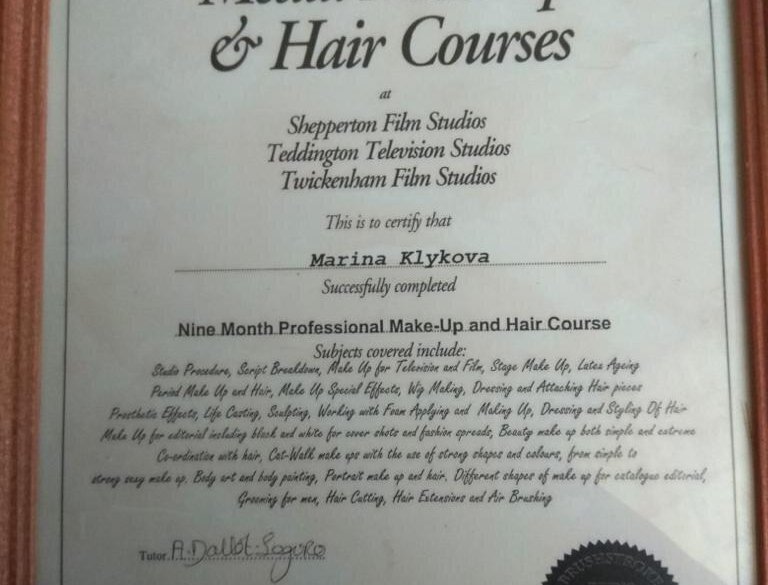 & Hair Courses
at
Shepperton Film Studios
Teddington Television Studios
Twickenham Film Studios
This is to certify that
Marina Klykova
Successfully completed
Nine Month Professional Make-Up and Hair Course
Subjects covered include:
Studio Procedure, Script Breakdown, Make Up for Television and Film, Stage Make Up, Latex Ageing
Period Make Up and Hair, Make Up Special Effects, Wig Making, Dressing and Attaching Hair pieces
Prosthetic Effects, Life Casting, Sculpting, Working with Foam Applying and Making Up, Dressing and Styling Of Hair
Make Up for editorial including black and white for cover shots and fashion spreads, Beauty make up both simple and extreme
Co-ordination with hair, Cat-Walk make ups with the use of strong shapes and colours, from simple to
strong sexy make up. Body art and body painting, Portrait make up and hair. Different shapes of make up for catalogue editorial,
Grooming for men, Hair Cutting, Hair Extensions and Air Brushing
Tutor